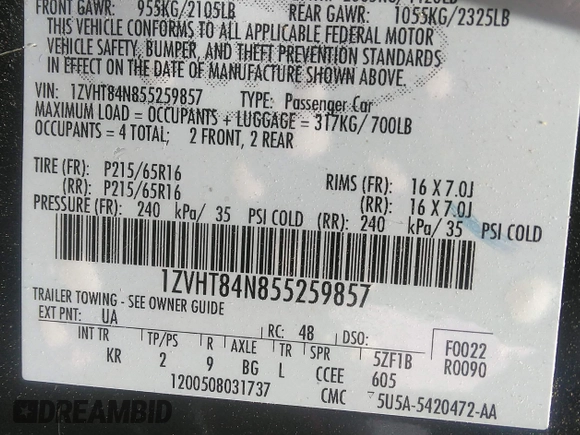 FRONT GAWR: 955KG/2105LB REAR GAWR: 1055KG/2325LB
THIS VEHICLE CONFORMS TO ALL APPLICABLE FEDERAL MOTOR
VEHICLE SAFETY, BUMPER, AND THEFT PREVENTION STANDARDS
IN EFFECT ON THE DATE OF MANUFACTURE SHOWN ABOVE.
VIN: 1ZVHT84N855259857 TYPE: Passenger Car
MAXIMUM LOAD = OCCUPANTS + LUGGAGE = 317KG/ 700LB
OCCUPANTS = 4 TOTAL; 2 FRONT, 2 REAR
TIRE (FR): P215/65R16 RIMS (FR): 16 X 7.0J
(RR): P215/65R16 (RR): 16 X 7.0J
PRESSURE (FR): 240 kPa/ 35 PSI COLD (RR): 240 kPa/ 35 PSI COLD
1ZVHT84N855259857
TRAILER TOWING - SEE OWNER GUIDE
EXT PNT: UA RC: 48 DSO: F0022
INT TR TP/PS R AXLE TR SPR 5ZF1B R0090
KR 2 9 BG L CCEE 605
1200508031737 CMC 5U5A-5420472-AA
DREAMBID